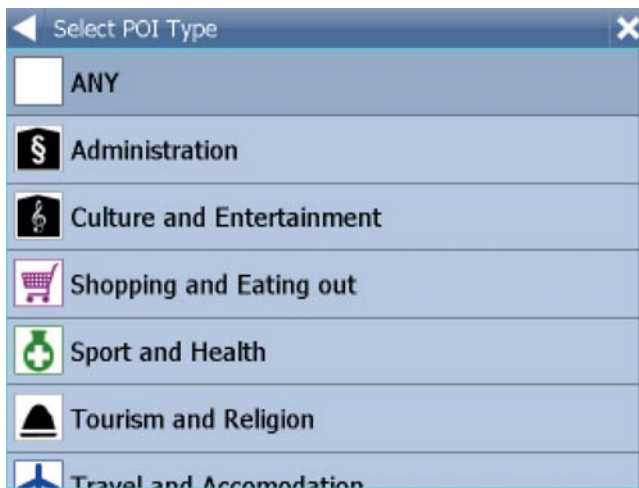 Select POI Type
ANY
Administration
Culture and Entertainment
Shopping and Eating out
Sport and Health
Tourism and Religion
Travel and Accomodation